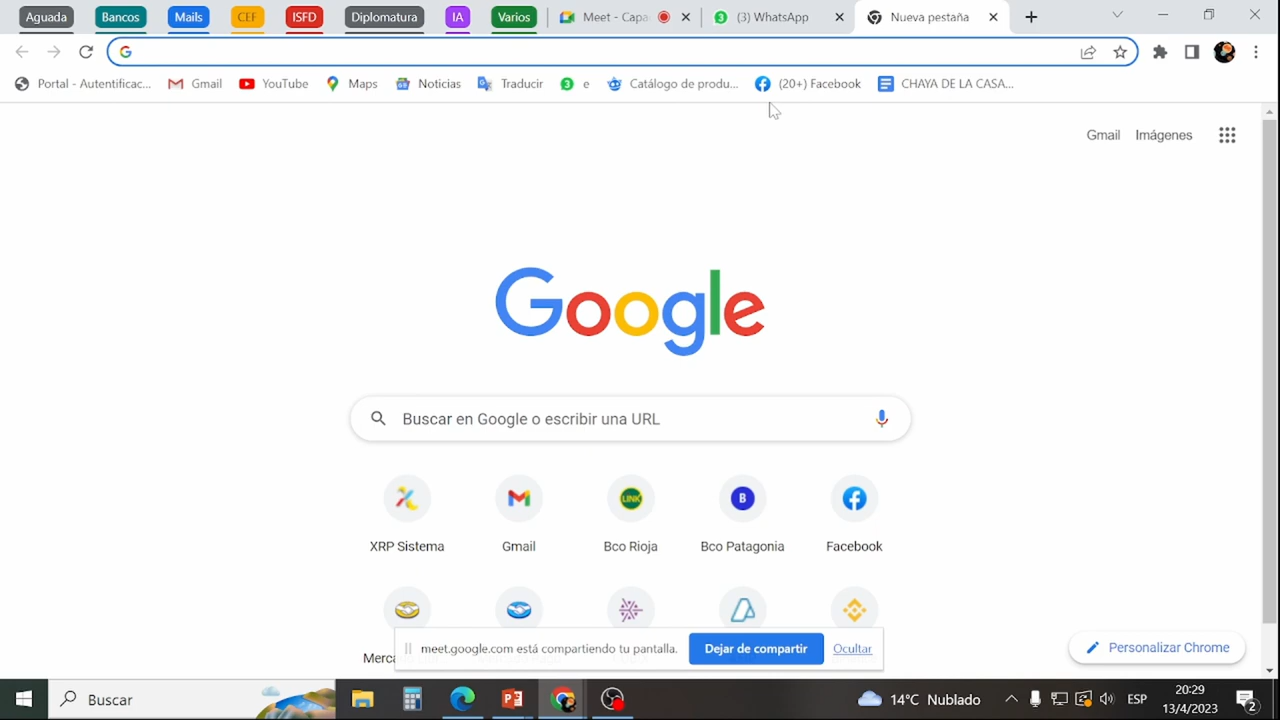 Aguada Bancos Mails CEF ISFD Diplomatura IA Varios Meet - Capa (3) WhatsApp Nueva pestaña
Portal - Autentificac... Gmail YouTube Maps Noticias Traducir e Catálogo de produ... (20+) Facebook CHAYA DE LA CASA...
Gmail Imágenes
Google
Buscar en Google o escribir una URL
LINK B
XRP Sistema Gmail Bco Rioja Bco Patagonia Facebook
meet.google.com está compartiendo tu pantalla. Dejar de compartir Ocultar
Personalizar Chrome
Buscar 14°C Nublado ESP 20:29
13/4/2023 2